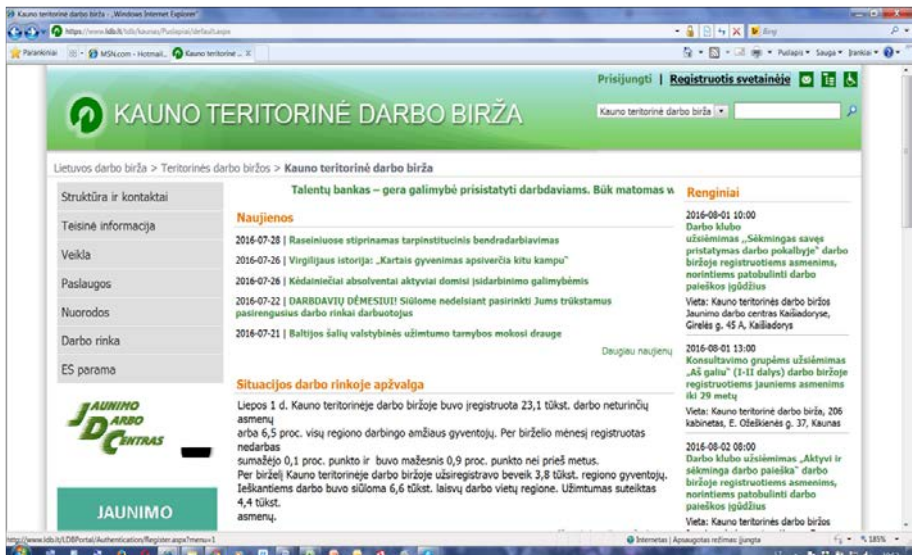 Kauno teritorinė darbo birža - „Windows Internet Explorer“
https://www.ldb.lt/ldb/kaunas/Puslapiai/default.aspx
Bing
Parankiniai
MSN.com - Hotmail...
Kauno teritorinė ...
Puslapis
Sauga
Įrankiai
Prisijungti | Registruotis svetainėje
KAUNO TERITORINĖ DARBO BIRŽA
Kauno teritorinė darbo birža
Lietuvos darbo birža > Teritorinės darbo biržos > Kauno teritorinė darbo birža
Struktūra ir kontaktai
Teisinė informacija
Veikla
Paslaugos
Nuorodos
Darbo rinka
ES parama
JAUNIMO
DARBO
CENTRAS
JAUNIMO
Talentų bankas – gera galimybė prisistatyti darbdaviams. Būk matomas
Naujienos
2016-07-28 | Raseiniuose stiprinamas tarpinstitucinis bendradarbiavimas
2016-07-26 | Virgilijaus istorija: „Kartais gyvenimas apsiverčia kitu kampu“
2016-07-26 | Kėdainiečiai absolventai aktyviai domisi įsidarbinimo galimybėmis
2016-07-22 | DARBDAVIŲ DĖMESIUI! Siūlome nedelsiant pasirinkti Jums trūkstamus
pasirengusius darbo rinkai darbuotojus
2016-07-21 | Baltijos šalių valstybinės užimtumo tarnybos mokosi drauge
Daugiau naujienų
Situacijos darbo rinkoje apžvalga
Liepos 1 d. Kauno teritorinėje darbo biržoje buvo įregistruota 23,1 tūkst. darbo neturinčių
asmenų
arba 6,5 proc. visų regiono darbingo amžiaus gyventojų. Per birželio mėnesį registruotas
nedarbas
sumažėjo 0,1 proc. punkto ir buvo mažesnis 0,9 proc. punkto nei prieš metus.
Per birželį Kauno teritorinėje darbo biržoje užsiregistravo beveik 3,8 tūkst. regiono gyventojų.
Ieškantiems darbo buvo siūloma 6,6 tūkst. laisvų darbo vietų regione. Užimtumas suteiktas
4,4 tūkst.
asmenų.
Renginiai
2016-08-01 10:00
Darbo klubo
užsiėmimas „Sėkmingas savęs
pristatymas darbo pokalbyje“ darbo
biržoje registruotiems asmenims,
norintiems patobulinti darbo
paieškos įgūdžius
Vieta: Kauno teritorinės darbo biržos
Jaunimo darbo centras Kaišiadoryse,
Girelės g. 45 A, Kaišiadorys
2016-08-01 13:00
Konsultavimo grupėms užsiėmimas
„Aš galiu“ (I-II dalys) darbo biržoje
registruotiems jauniems asmenims
iki 29 metų
Vieta: Kauno teritorinė darbo birža, 206
kabinetas, E. Ožeškienės g. 37, Kaunas
2016-08-02 08:00
Darbo klubo užsiėmimas „Aktyvi ir
sėkminga darbo paieška“ darbo
biržoje registruotiems asmenims,
norintiems patobulinti darbo
paieškos įgūdžius
Vieta: Kauno teritorinės darbo biržos
http://www.ldb.lt/LDBPortal/Authentication/Register.aspx?menu=1
Internetas | Apsaugotas režimas: įjungta
185%